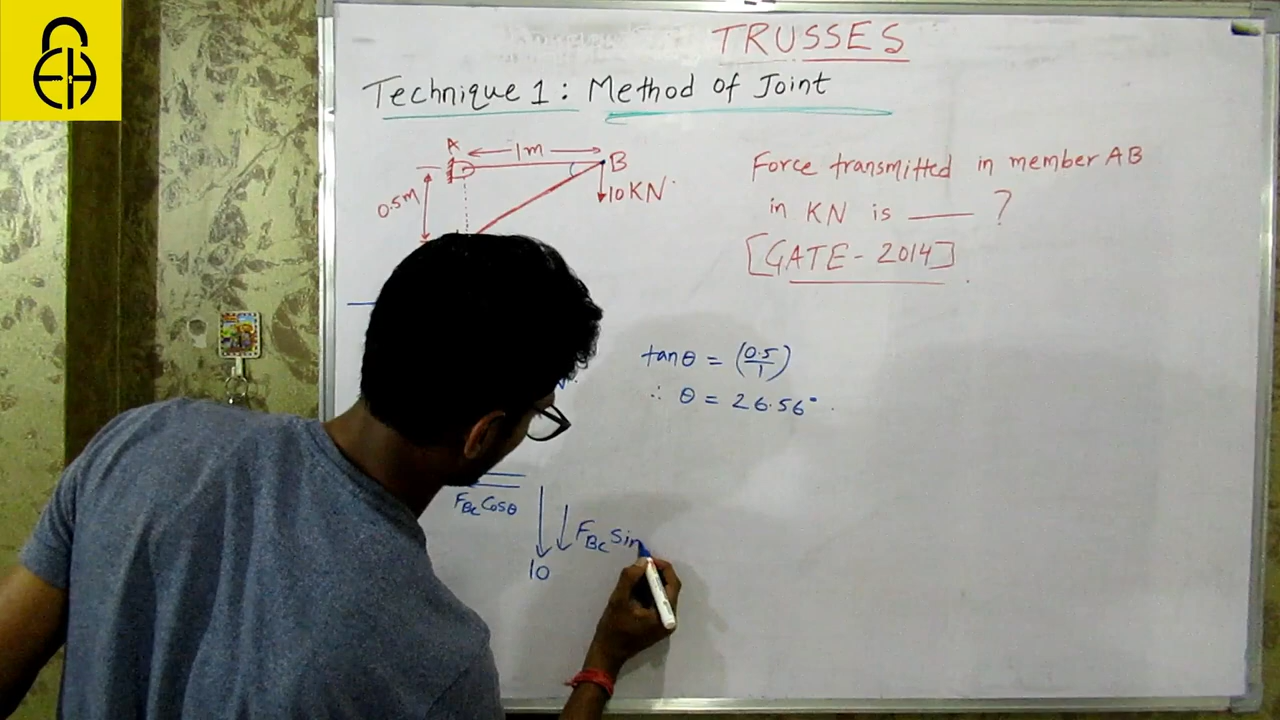 TRUSSES
Technique 1: Method of Joint
A
1m
B
10KN
0.5m
Force transmitted in member AB
in KN is ____ ?
[GATE-2014]
tanθ = (0.5/1)
∴ θ = 26.56°
F_BC Cosθ
F_BC Sin
10